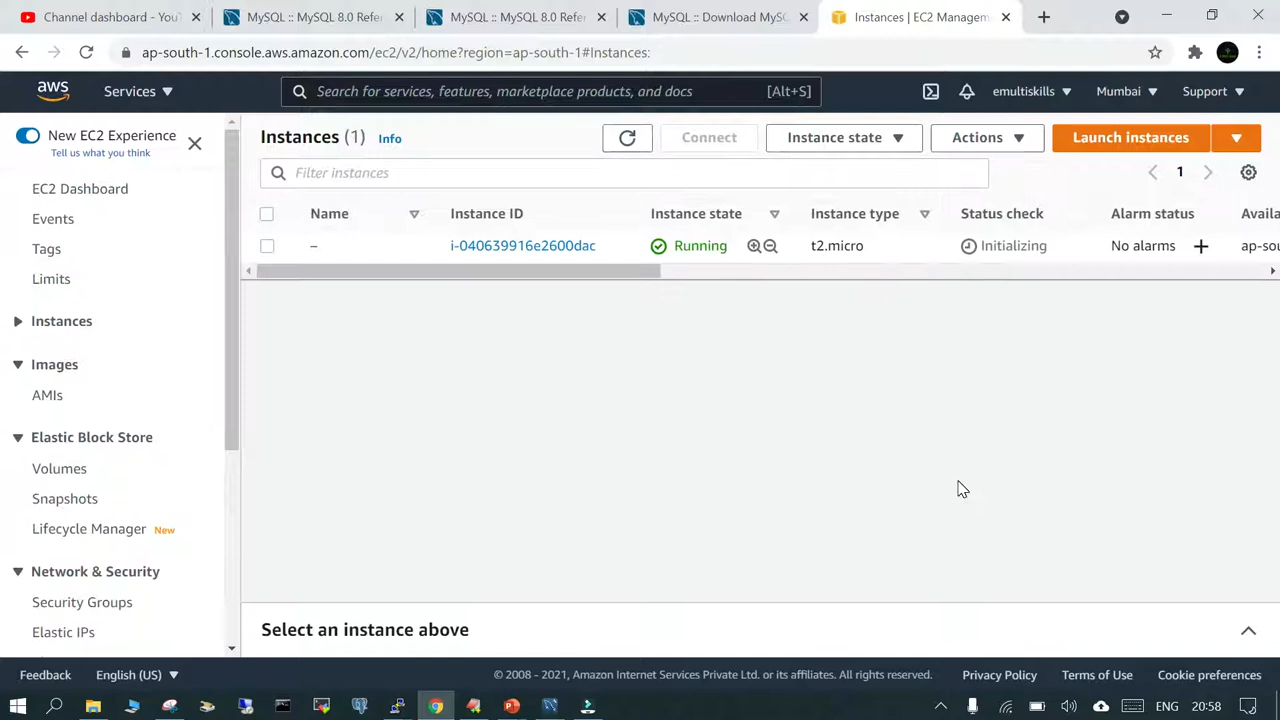 Channel dashboard - YouT
MySQL :: MySQL 8.0 Refer
MySQL :: MySQL 8.0 Refer
MySQL :: Download MySQ
Instances | EC2 Managem
ap-south-1.console.aws.amazon.com/ec2/v2/home?region=ap-south-1#Instances:
aws
Services
Search for services, features, marketplace products, and docs
[Alt+S]
emultiskills
Mumbai
Support
New EC2 Experience
Tell us what you think
EC2 Dashboard
Events
Tags
Limits
Instances
Images
AMIs
Elastic Block Store
Volumes
Snapshots
Lifecycle Manager New
Network & Security
Security Groups
Elastic IPs
Instances (1) Info
Connect
Instance state
Actions
Launch instances
Filter instances
1
Name
Instance ID
Instance state
Instance type
Status check
Alarm status
Availa
–
i-040639916e2600dac
Running
t2.micro
Initializing
No alarms
ap-sou
Select an instance above
Feedback
English (US)
© 2008 - 2021, Amazon Internet Services Private Ltd. or its affiliates. All rights reserved.
Privacy Policy
Terms of Use
Cookie preferences
ENG
20:58